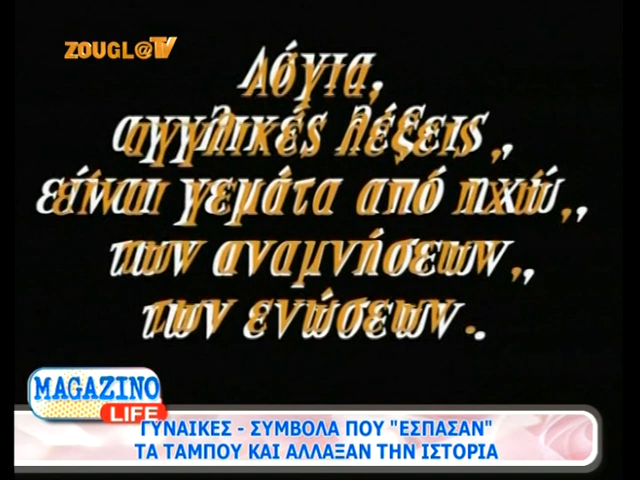 ZOUGL@TV
Λόγια,
αγγλικές λέξεις,
είναι γεμάτα από ηχώ,
των αναμνήσεων,
των ενώσεων.
MAGAZINO
LIFE
ΓΥΝΑΙΚΕΣ - ΣΥΜΒΟΛΑ ΠΟΥ "ΕΣΠΑΣΑΝ"
ΤΑ ΤΑΜΠΟΥ ΚΑΙ ΑΛΛΑΞΑΝ ΤΗΝ ΙΣΤΟΡΙΑ